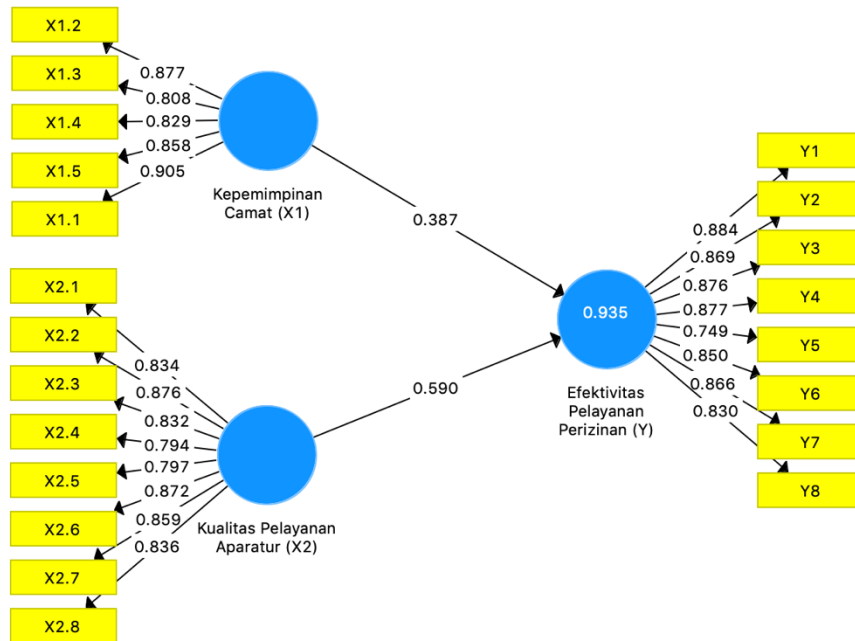 X1.2
X1.3
X1.4
X1.5
X1.1
0.877
0.808
0.829
0.858
0.905
Kepemimpinan
Camat (X1)
0.387
X2.1
X2.2
X2.3
X2.4
X2.5
X2.6
X2.7
X2.8
0.834
0.876
0.832
0.794
0.797
0.872
0.859
0.836
Kualitas Pelayanan
Aparatur (X2)
0.590
0.935
Efektivitas
Pelayanan
Perizinan (Y)
0.884
0.869
0.876
0.877
0.749
0.850
0.866
0.830
Y1
Y2
Y3
Y4
Y5
Y6
Y7
Y8